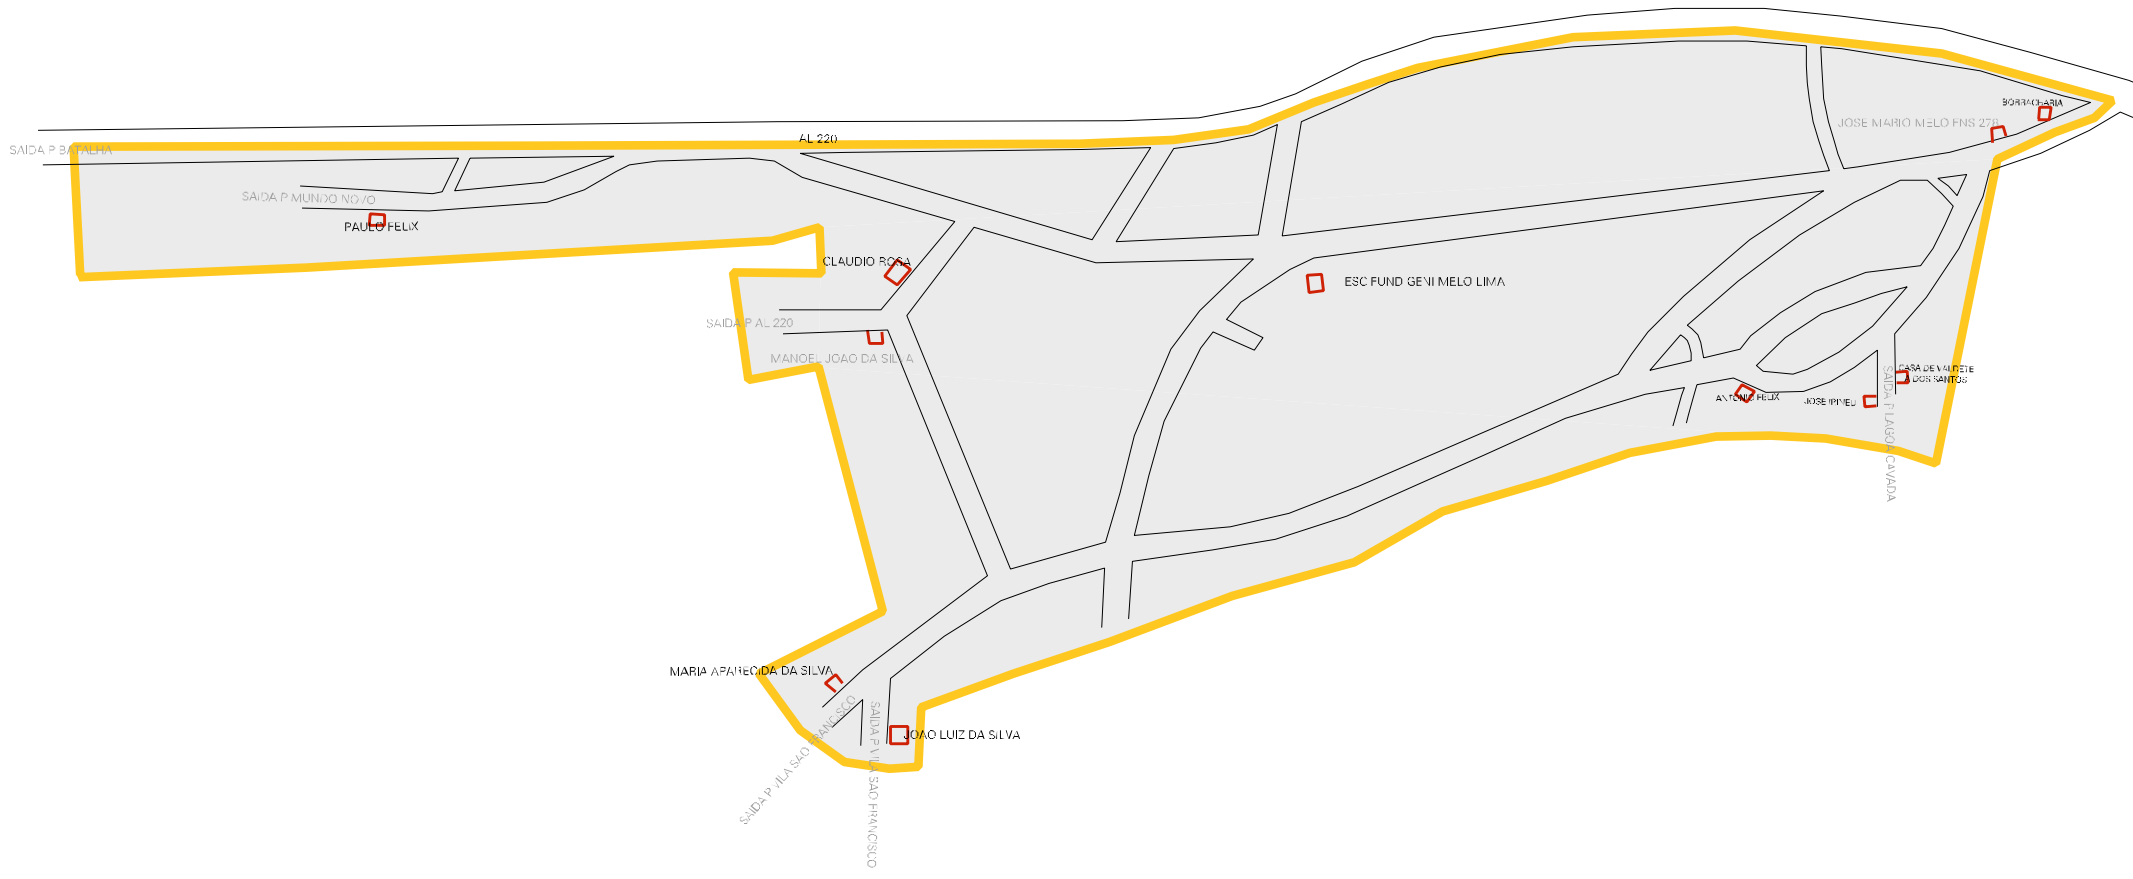 BORRACHARIA
JOSE MARIO MELO ENS 278
AL 220
SAIDA P BATALHA
SAIDA P MUNDO NOVO
PAULO FELIX
CLAUDIO ROSA
ESC FUND GENI MELO LIMA
SAIDA P AL 220
MANOEL JOAO DA SILVA
CASA DE VALDETE
A DOS SANTOS
ANTONIO FELIX
JOSE IRINEU
SAIDA P LAGOA CAVADA
MARIA APARECIDA DA SILVA
JOAO LUIZ DA SILVA
SAIDA P VILA SAO FRANCISCO
SAIDA P VILA SAO FRANCISCO